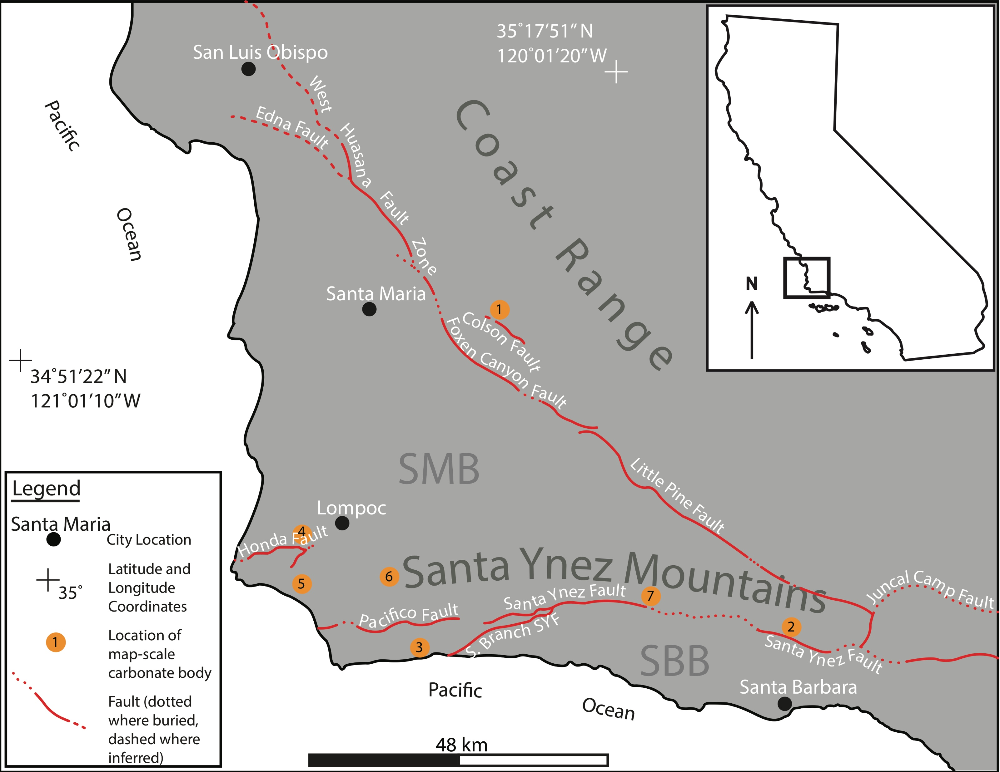 35°17’51” N
120°01’20” W
San Luis Obispo
West
Huasana
Fault
Zone
Edna Fault
Coast Range
Pacific
Ocean
N
Santa Maria
1
Colson Fault
Foxen Canyon Fault
34°51’22” N
121°01’10” W
SMB
Little Pine Fault
Lompoc
4
Honda Fault
5
6
Santa Ynez Mountains
Juncal Camp Fault
Santa Ynez Fault
7
Pacifico Fault
S. Branch SYF
2
3
Santa Ynez Fault
SBB
Santa Barbara
Pacific
Ocean
48 km
Legend
Santa Maria
City Location
35°
Latitude and
Longitude
Coordinates
1
Location of
map-scale
carbonate body
Fault (dotted
where buried,
dashed where
inferred)